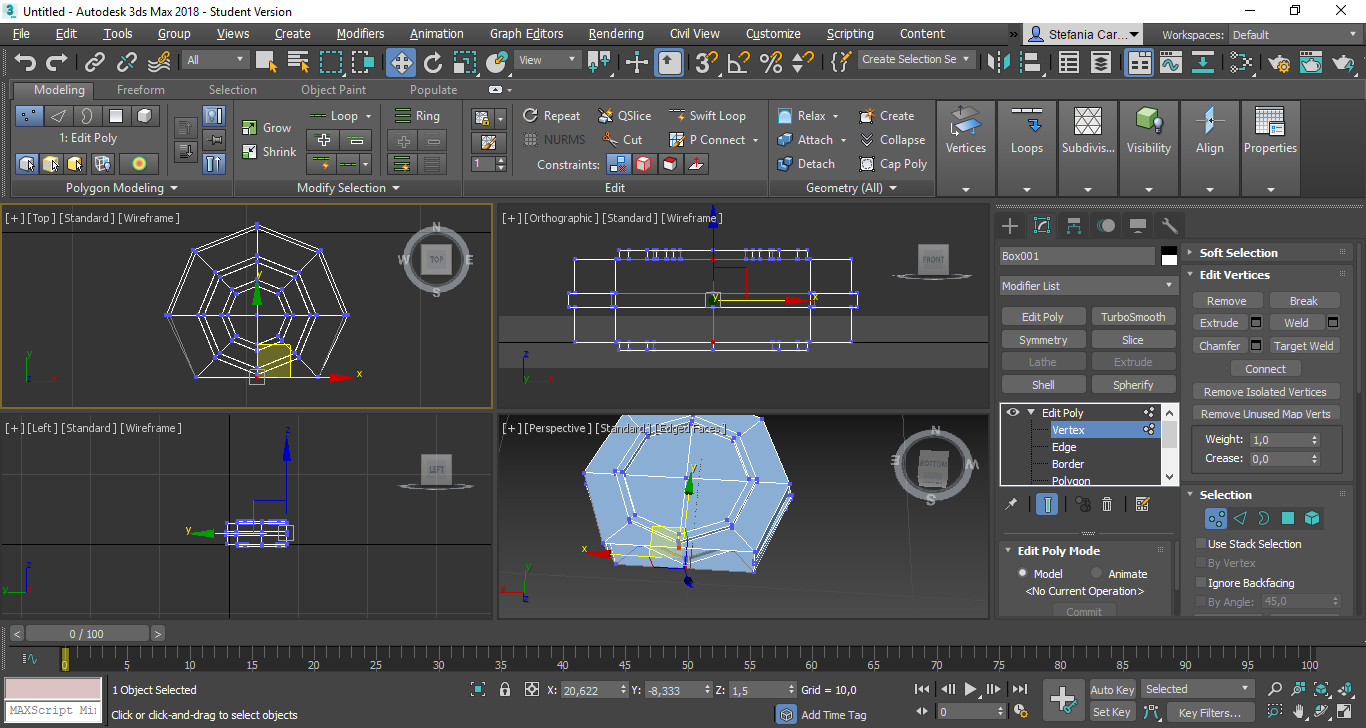 Untitled - Autodesk 3ds Max 2018 - Student Version
File Edit Tools Group Views Create Modifiers Animation Graph Editors Rendering Civil View Customize Scripting Content » Stefania Car... Workspaces: Default
All View Create Selection Se
Modeling Freeform Selection Object Paint Populate
1: Edit Poly
Polygon Modeling
Grow
Shrink
Loop
Ring
Modify Selection
1
Repeat QSlice Swift Loop
NURMS Cut P Connect
Constraints:
Edit
Relax Create
Attach Collapse
Detach Cap Poly
Geometry (All)
Vertices Loops Subdivis... Visibility Align Properties
[+] [Top] [Standard] [Wireframe]
N
W TOP E
S
y
x
y
x
[+] [Orthographic] [Standard] [Wireframe]
FRONT
y
x
z
y
[+] [Left] [Standard] [Wireframe]
LEFT
z
y
z
y
[+] [Perspective] [Standard] [Edged Faces]
N
E BOTTOM W
S
y
x
y
x
z
Box001
Modifier List
Edit Poly TurboSmooth
Symmetry Slice
Lathe Extrude
Shell Spherify
Edit Poly
Vertex
Edge
Border
Polygon
Edit Poly Mode
Model Animate
<No Current Operation>
Commit
Soft Selection
Edit Vertices
Remove Break
Extrude Weld
Chamfer Target Weld
Connect
Remove Isolated Vertices
Remove Unused Map Verts
Weight: 1,0
Crease: 0,0
Selection
Use Stack Selection
By Vertex
Ignore Backfacing
By Angle: 45,0
< 0 / 100 >
0 5 10 15 20 25 30 35 40 45 50 55 60 65 70 75 80 85 90 95 100
1 Object Selected X: 20,622 Y: -8,333 Z: 1,5 Grid = 10,0 Auto Key Selected
MAXScript Mi Click or click-and-drag to select objects Add Time Tag 0 Set Key Key Filters...